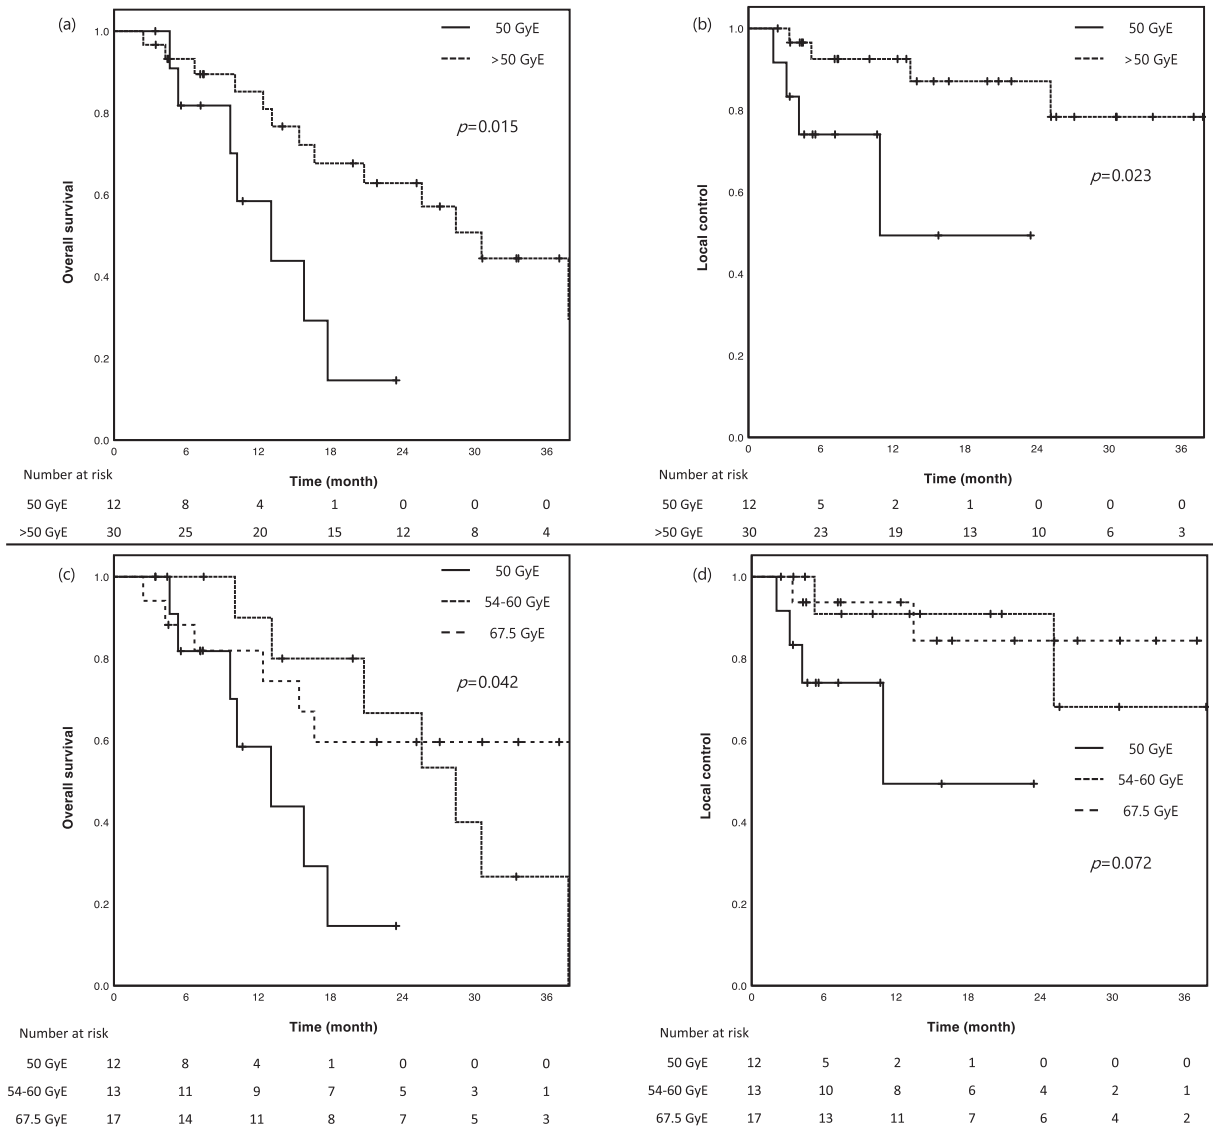 (a)
50 GyE
>50 GyE
p=0.015
Overall survival
1.0
0.8
0.6
0.4
0.2
0.0
0 6 12 18 24 30 36
Time (month)
Number at risk
50 GyE 12 8 4 1 0 0 0
>50 GyE 30 25 20 15 12 8 4
(b)
50 GyE
>50 GyE
p=0.023
Local control
1.0
0.8
0.6
0.4
0.2
0.0
0 6 12 18 24 30 36
Time (month)
Number at risk
50 GyE 12 5 2 1 0 0 0
>50 GyE 30 23 19 13 10 6 3
(c)
50 GyE
54-60 GyE
67.5 GyE
p=0.042
Overall survival
1.0
0.8
0.6
0.4
0.2
0.0
0 6 12 18 24 30 36
Time (month)
Number at risk
50 GyE 12 8 4 1 0 0 0
54-60 GyE 13 11 9 7 5 3 1
67.5 GyE 17 14 11 8 7 5 3
(d)
50 GyE
54-60 GyE
67.5 GyE
p=0.072
Local control
1.0
0.8
0.6
0.4
0.2
0.0
0 6 12 18 24 30 36
Time (month)
Number at risk
50 GyE 12 5 2 1 0 0 0
54-60 GyE 13 10 8 6 4 2 1
67.5 GyE 17 13 11 7 6 4 2